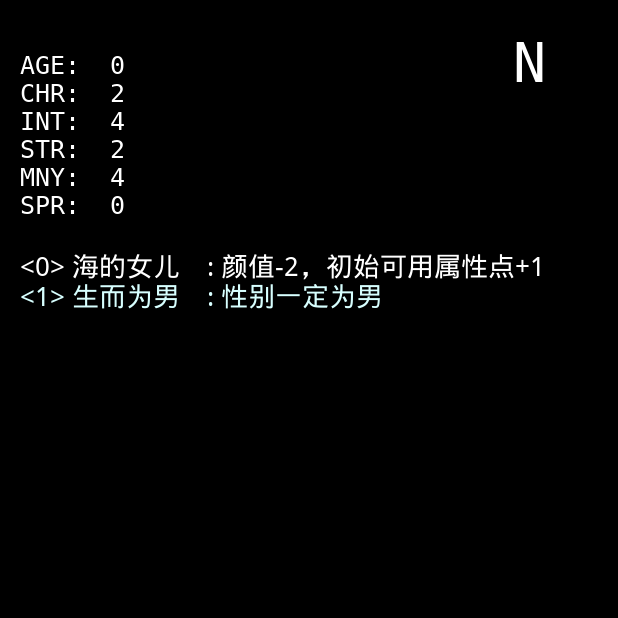 N
AGE: 0
CHR: 2
INT: 4
STR: 2
MNY: 4
SPR: 0
<0> 海的女儿 : 颜值-2，初始可用属性点+1
<1> 生而为男 : 性别一定为男